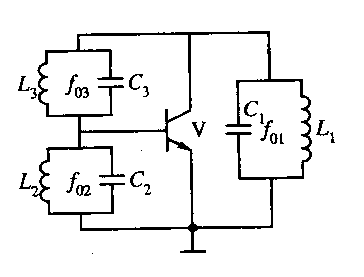 L₃ f₀₃ C₃
V
C₁ f₀₁ L₁
L₂ f₀₂ C₂